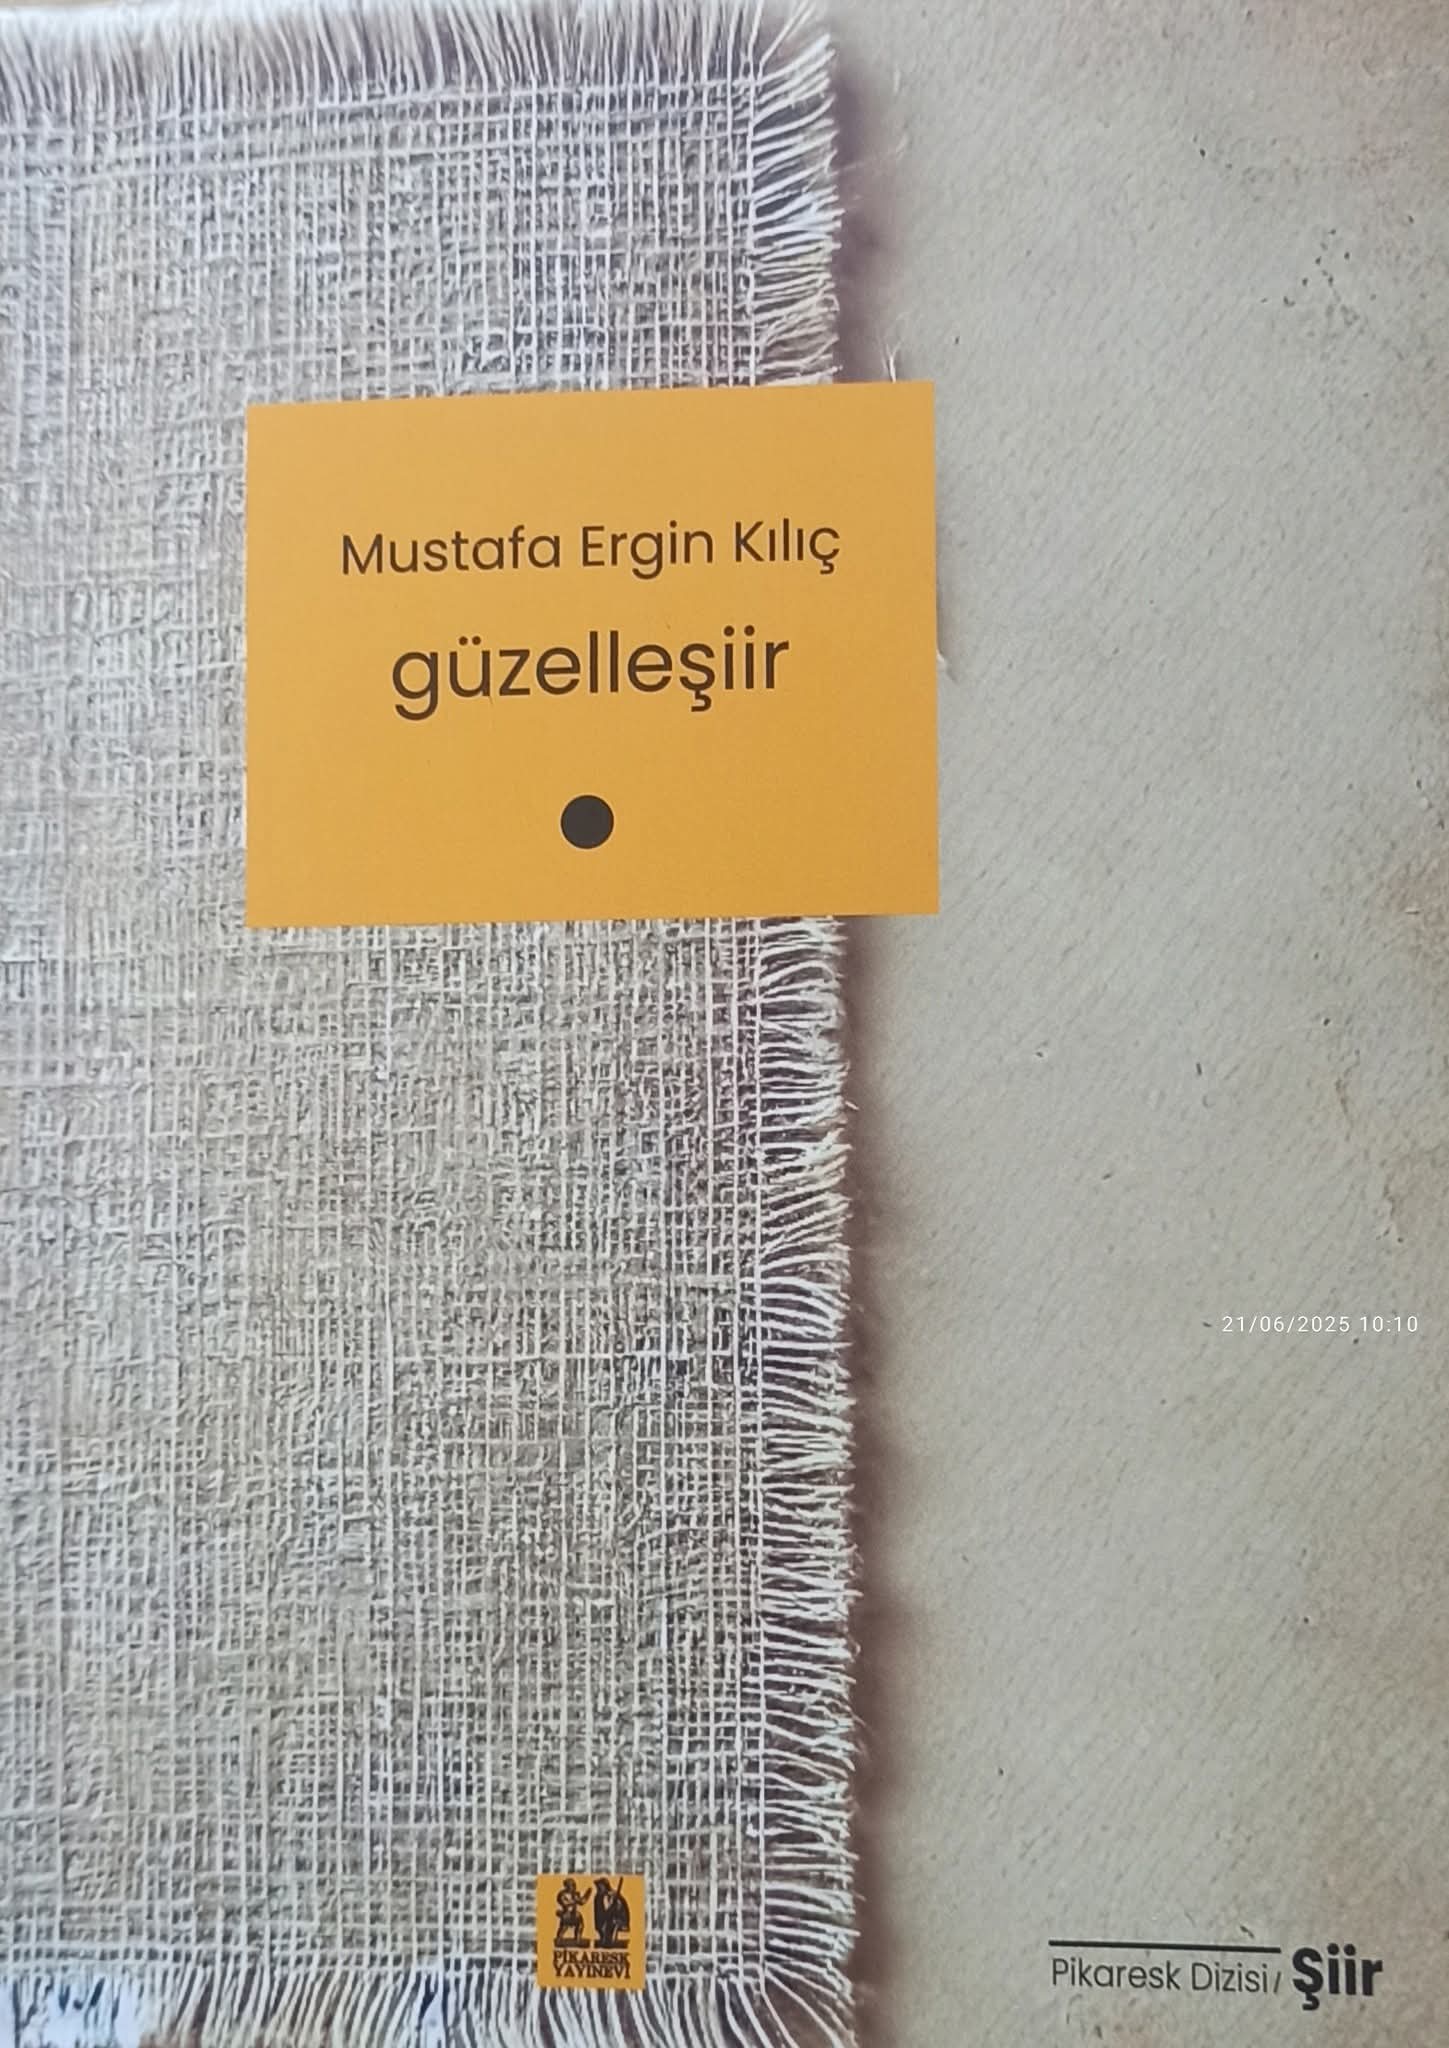 Mustafa Ergin Kılıç
güzelleşiir
21/06/2025 10:10
PİKARESK
YAYINEVİ
Pikaresk Dizisi / Şiir